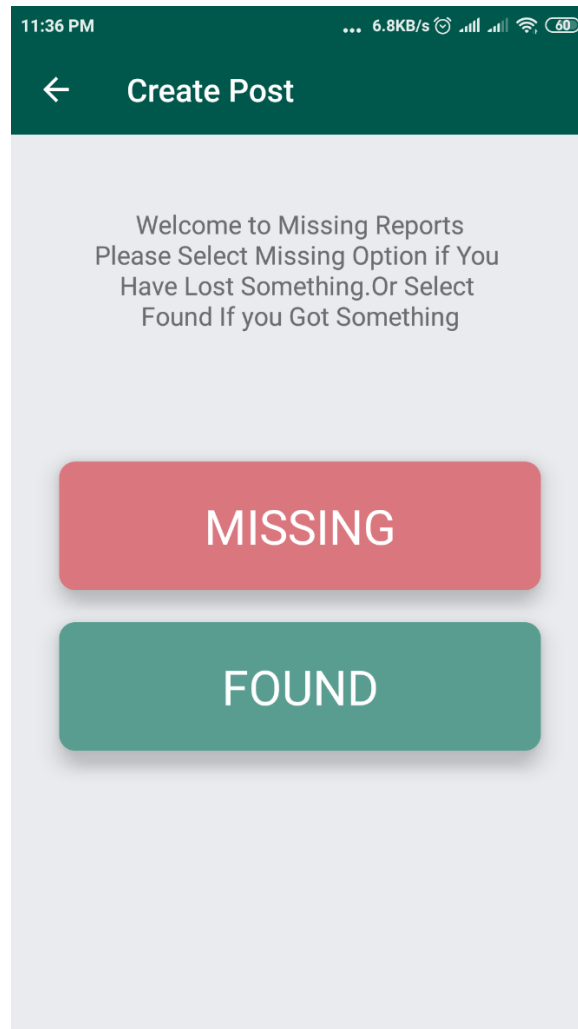 11:36 PM ... 6.8KB/s 60
Create Post
Welcome to Missing Reports
Please Select Missing Option if You
Have Lost Something.Or Select
Found If you Got Something
MISSING
FOUND